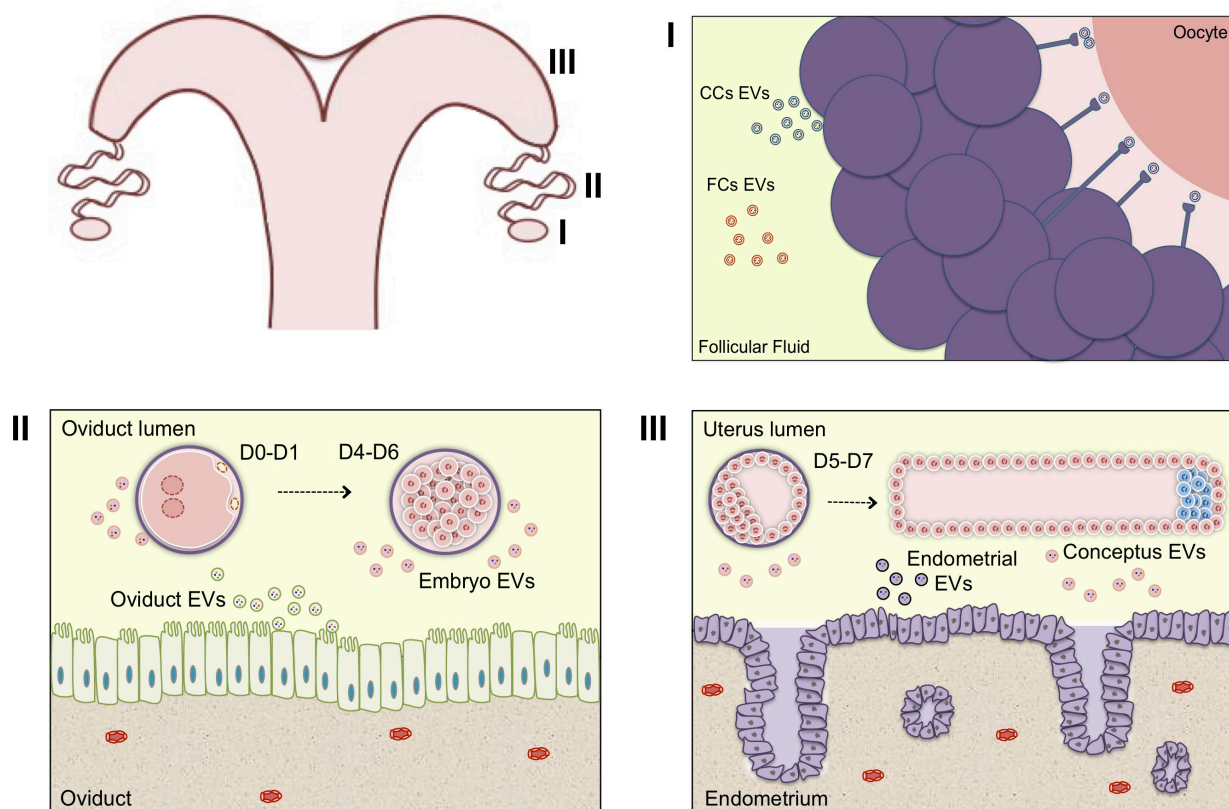 III
II
I
I
Oocyte
CCs EVs
FCs EVs
Follicular Fluid
II
Oviduct lumen
D0-D1
D4-D6
Embryo EVs
Oviduct EVs
Oviduct
III
Uterus lumen
D5-D7
Endometrial
EVs
Conceptus EVs
Endometrium